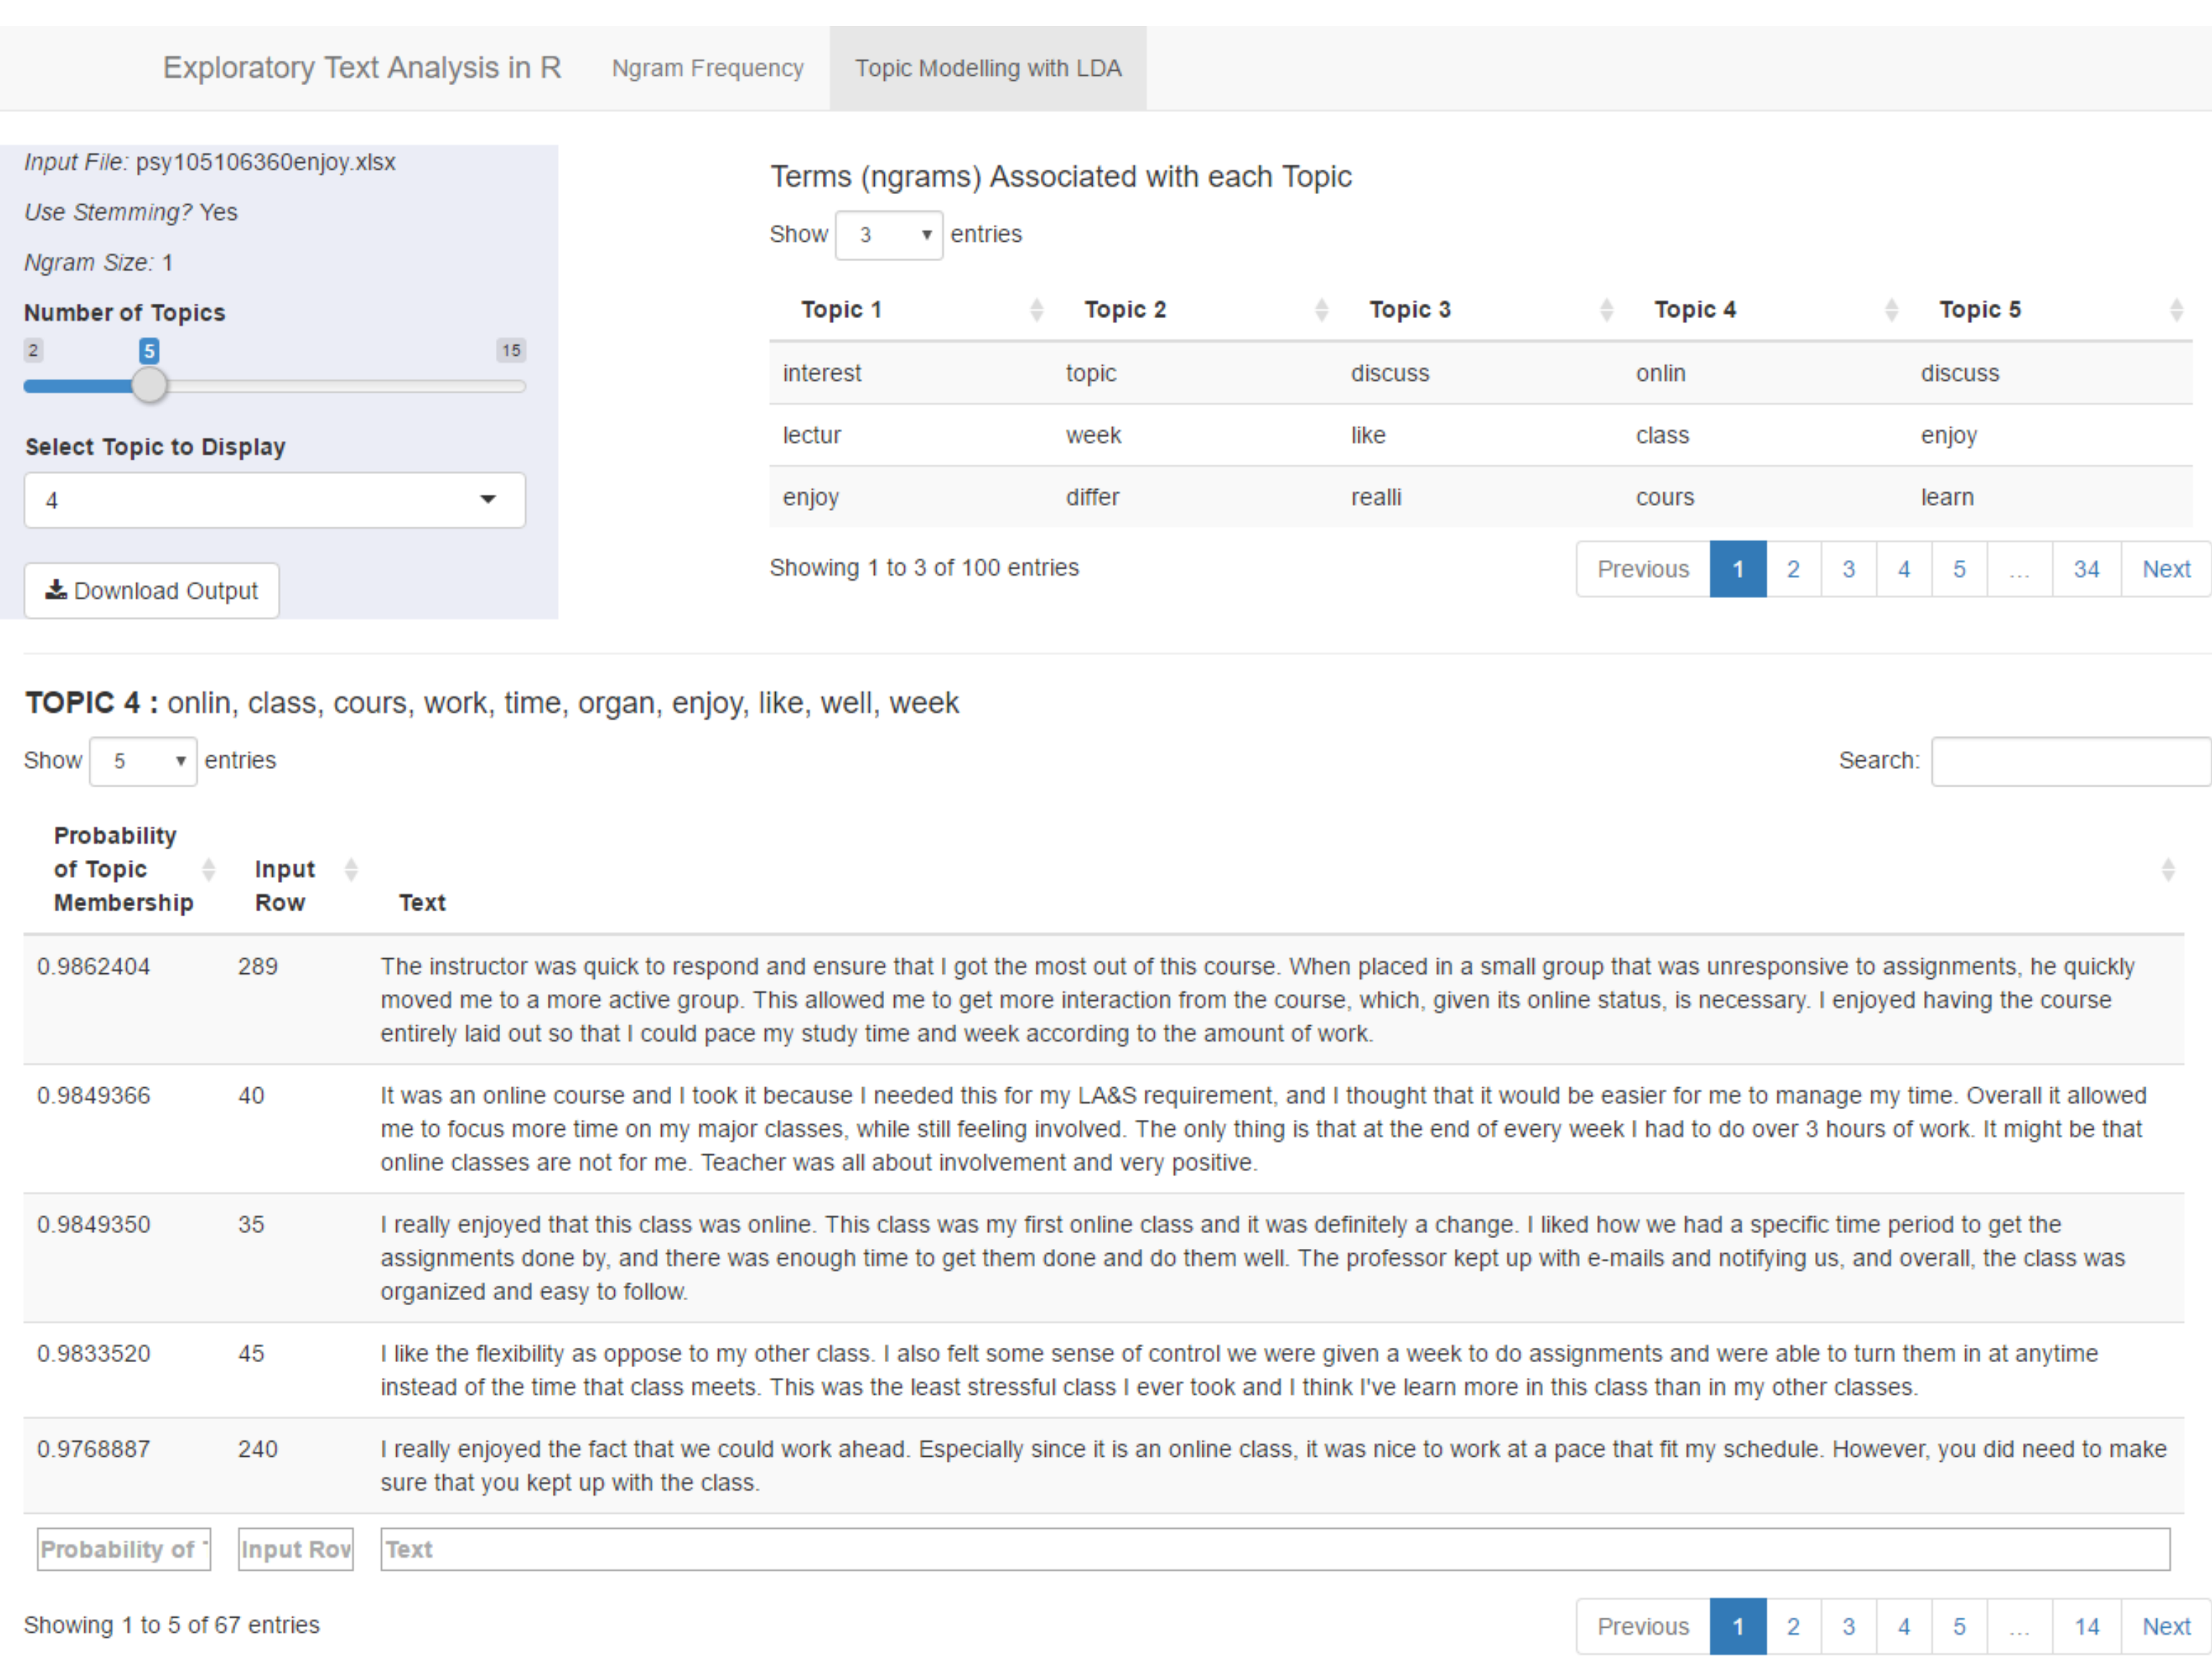 Exploratory Text Analysis in R Ngram Frequency Topic Modelling with LDA
Input File: psy105106360enjoy.xlsx
Use Stemming? Yes
Ngram Size: 1
Number of Topics
2 5 15
Select Topic to Display
4
Download Output
Terms (ngrams) Associated with each Topic
Show 3 entries
Topic 1 Topic 2 Topic 3 Topic 4 Topic 5
interest topic discuss onlin discuss
lectur week like class enjoy
enjoy differ realli cours learn
Showing 1 to 3 of 100 entries
Previous 1 2 3 4 5 ... 34 Next
TOPIC 4 : onlin, class, cours, work, time, organ, enjoy, like, well, week
Show 5 entries
Search:
Probability
of Topic
Membership
Input
Row
Text
0.9862404 289 The instructor was quick to respond and ensure that I got the most out of this course. When placed in a small group that was unresponsive to assignments, he quickly
moved me to a more active group. This allowed me to get more interaction from the course, which, given its online status, is necessary. I enjoyed having the course
entirely laid out so that I could pace my study time and week according to the amount of work.
0.9849366 40 It was an online course and I took it because I needed this for my LA&S requirement, and I thought that it would be easier for me to manage my time. Overall it allowed
me to focus more time on my major classes, while still feeling involved. The only thing is that at the end of every week I had to do over 3 hours of work. It might be that
online classes are not for me. Teacher was all about involvement and very positive.
0.9849350 35 I really enjoyed that this class was online. This class was my first online class and it was definitely a change. I liked how we had a specific time period to get the
assignments done by, and there was enough time to get them done and do them well. The professor kept up with e-mails and notifying us, and overall, the class was
organized and easy to follow.
0.9833520 45 I like the flexibility as oppose to my other class. I also felt some sense of control we were given a week to do assignments and were able to turn them in at anytime
instead of the time that class meets. This was the least stressful class I ever took and I think I've learn more in this class than in my other classes.
0.9768887 240 I really enjoyed the fact that we could work ahead. Especially since it is an online class, it was nice to work at a pace that fit my schedule. However, you did need to make
sure that you kept up with the class.
Probability of Input Row Text
Showing 1 to 5 of 67 entries
Previous 1 2 3 4 5 ... 14 Next